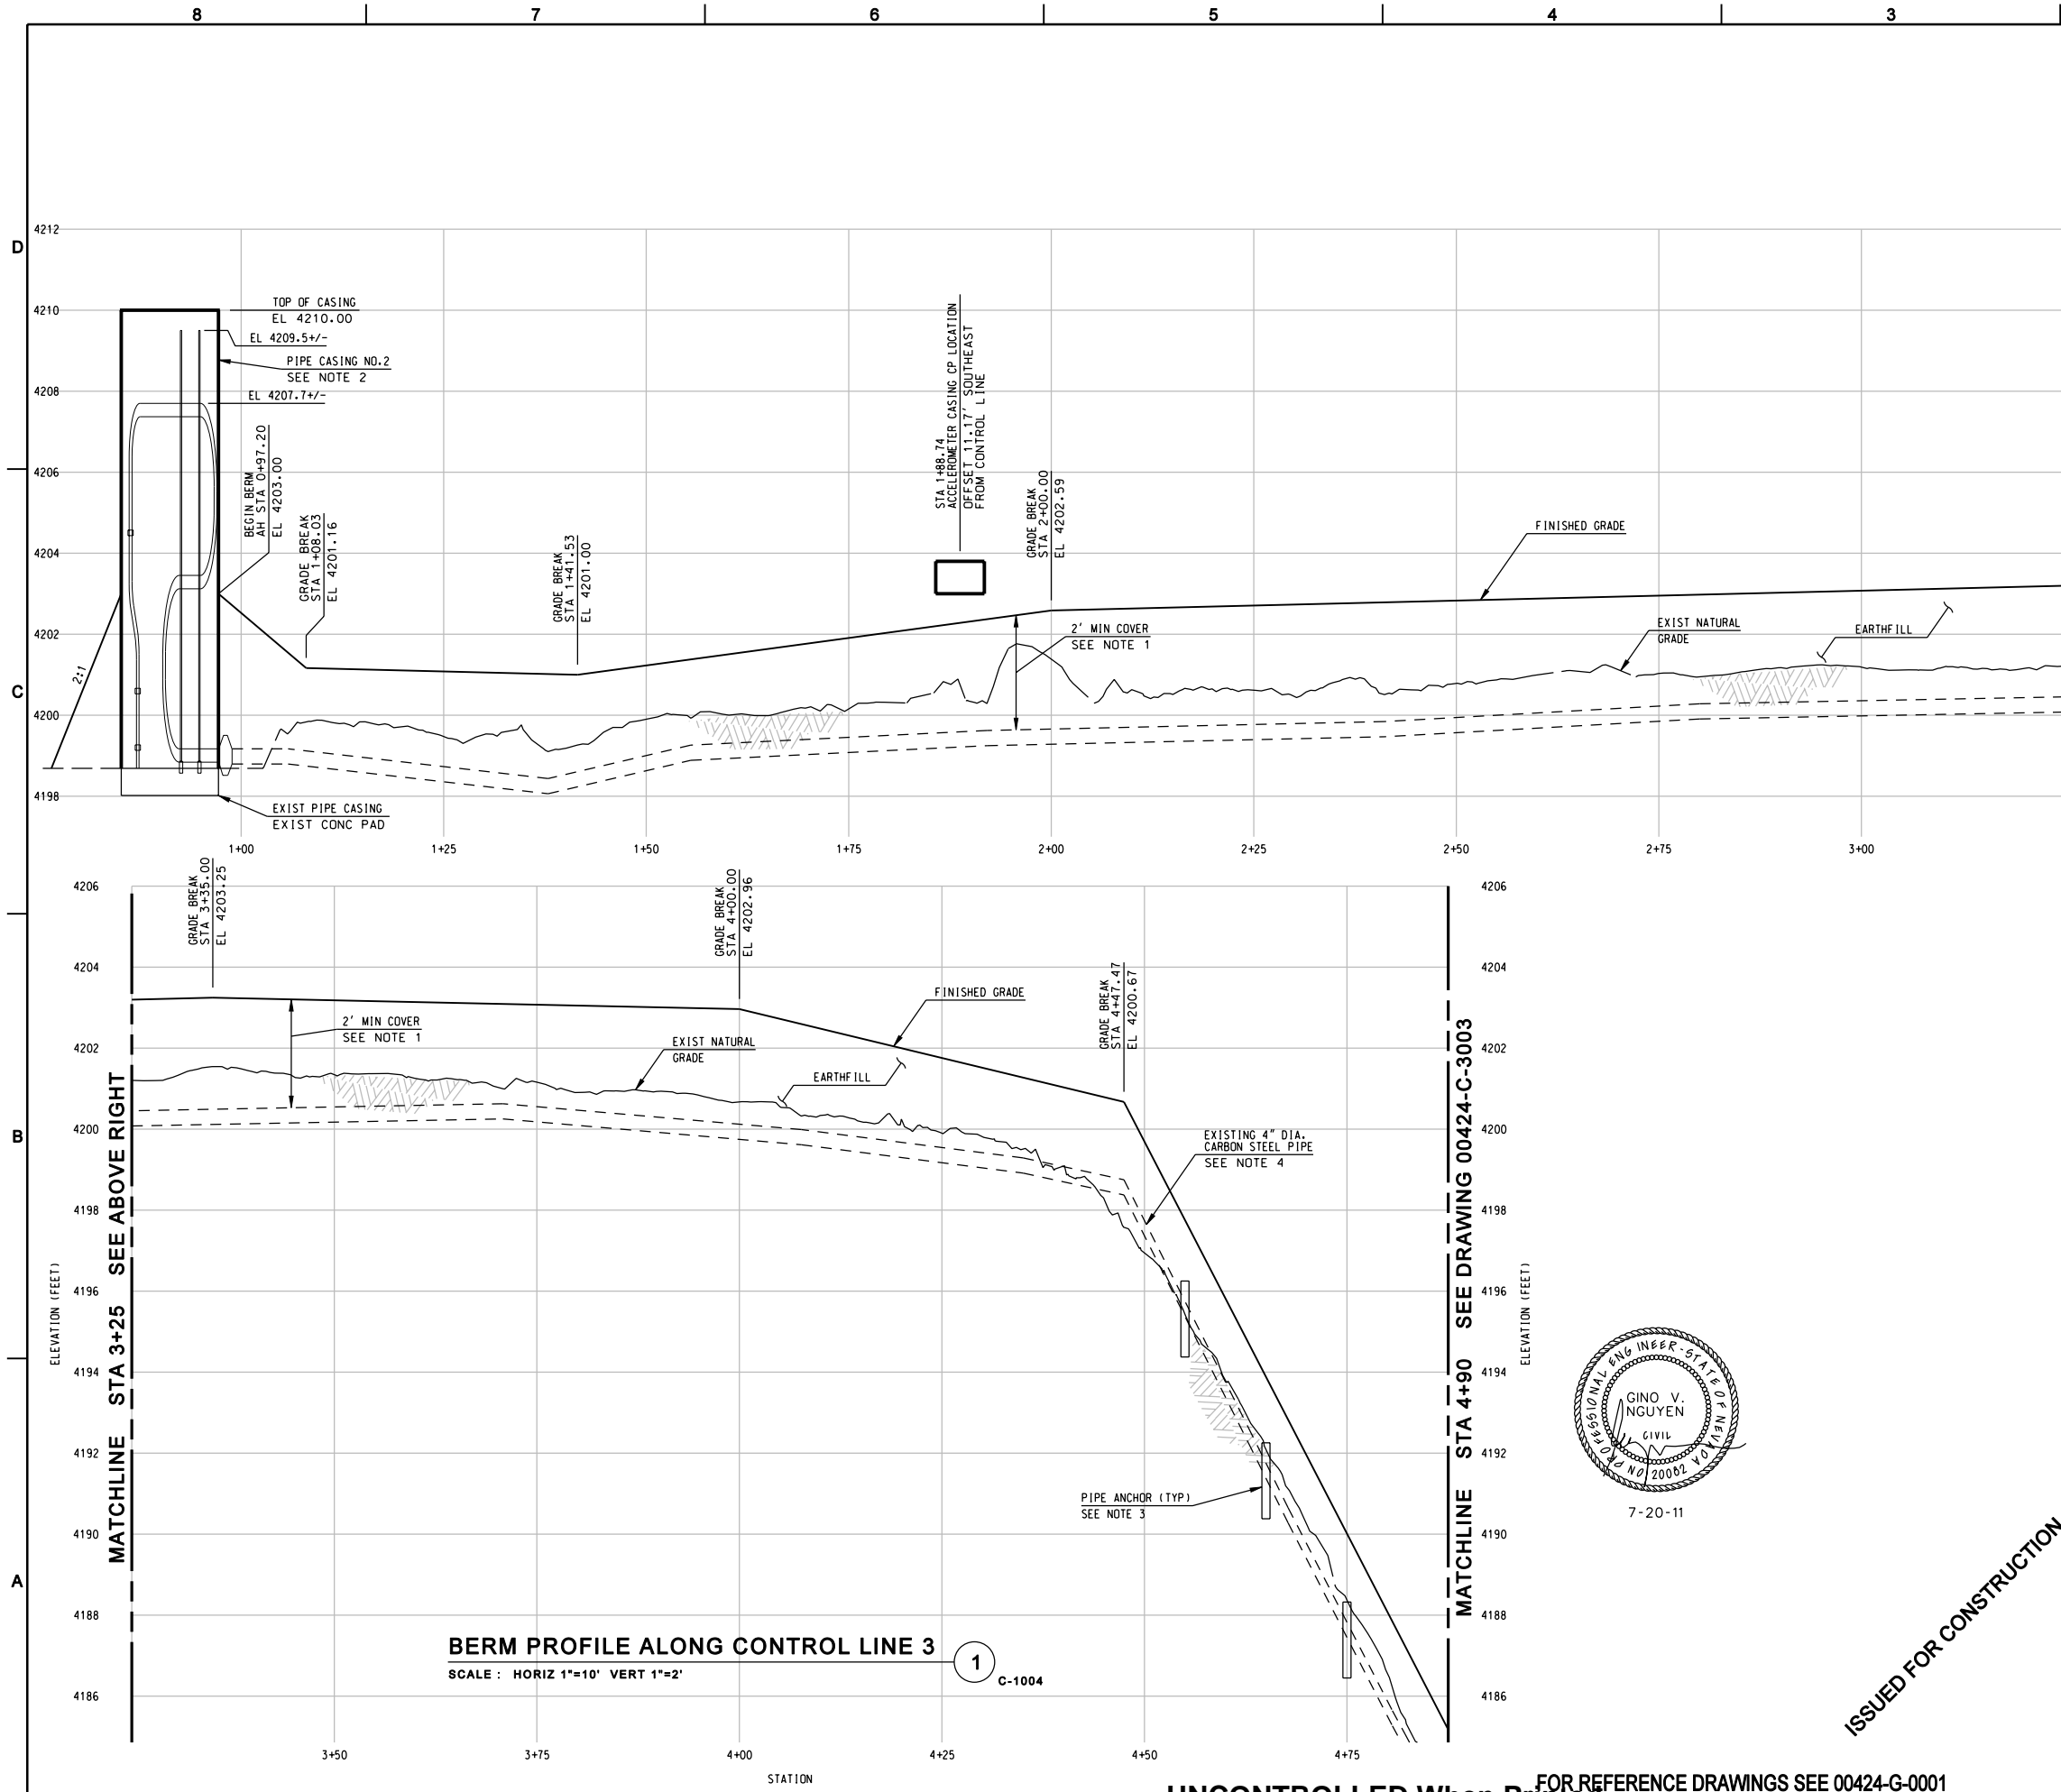 8 7 6 5 4 3
D
C
B
A
4212
4210
4208
4206
4204
4202
4200
4198
TOP OF CASING
EL 4210.00
EL 4209.5+/-
PIPE CASING NO.2
SEE NOTE 2
EL 4207.7+/-
BEGIN BERM
AH STA 0+97.20
EL 4203.00
GRADE BREAK
STA 1+08.03
EL 4201.16
2:1
EXIST PIPE CASING
EXIST CONC PAD
GRADE BREAK
STA 1+41.53
EL 4201.00
STA 1+88.74
ACCELEROMETER CASING CP LOCATION
OFFSET 11.17' SOUTHEAST
FROM CONTROL LINE
GRADE BREAK
STA 2+00.00
EL 4202.59
2' MIN COVER
SEE NOTE 1
FINISHED GRADE
EXIST NATURAL
GRADE
EARTHFILL
1+00 1+25 1+50 1+75 2+00 2+25 2+50 2+75 3+00
4206
4204
4202
4200
4198
4196
4194
4192
4190
4188
4186
ELEVATION (FEET)
MATCHLINE STA 3+25 SEE ABOVE RIGHT
GRADE BREAK
STA 3+35.00
EL 4203.25
2' MIN COVER
SEE NOTE 1
GRADE BREAK
STA 4+00.00
EL 4202.96
EXIST NATURAL
GRADE
EARTHFILL
FINISHED GRADE
GRADE BREAK
STA 4+47.47
EL 4200.67
EXISTING 4" DIA.
CARBON STEEL PIPE
SEE NOTE 4
PIPE ANCHOR (TYP)
SEE NOTE 3
MATCHLINE STA 4+90 SEE DRAWING 00424-C-3003
4206
4204
4202
4200
4198
4196
4194
4192
4190
4188
4186
ELEVATION (FEET)
3+50 3+75 4+00 4+25 4+50 4+75
STATION
BERM PROFILE ALONG CONTROL LINE 3
SCALE : HORIZ 1"=10' VERT 1"=2'
1
C-1004
PROFESSIONAL ENGINEER-STATE OF NEVADA
GINO V.
NGUYEN
CIVIL
NO 20082
7-20-11
ISSUED FOR CONSTRUCTION
UNCONTROLLED When
FOR REFERENCE DRAWINGS SEE 00424-G-0001